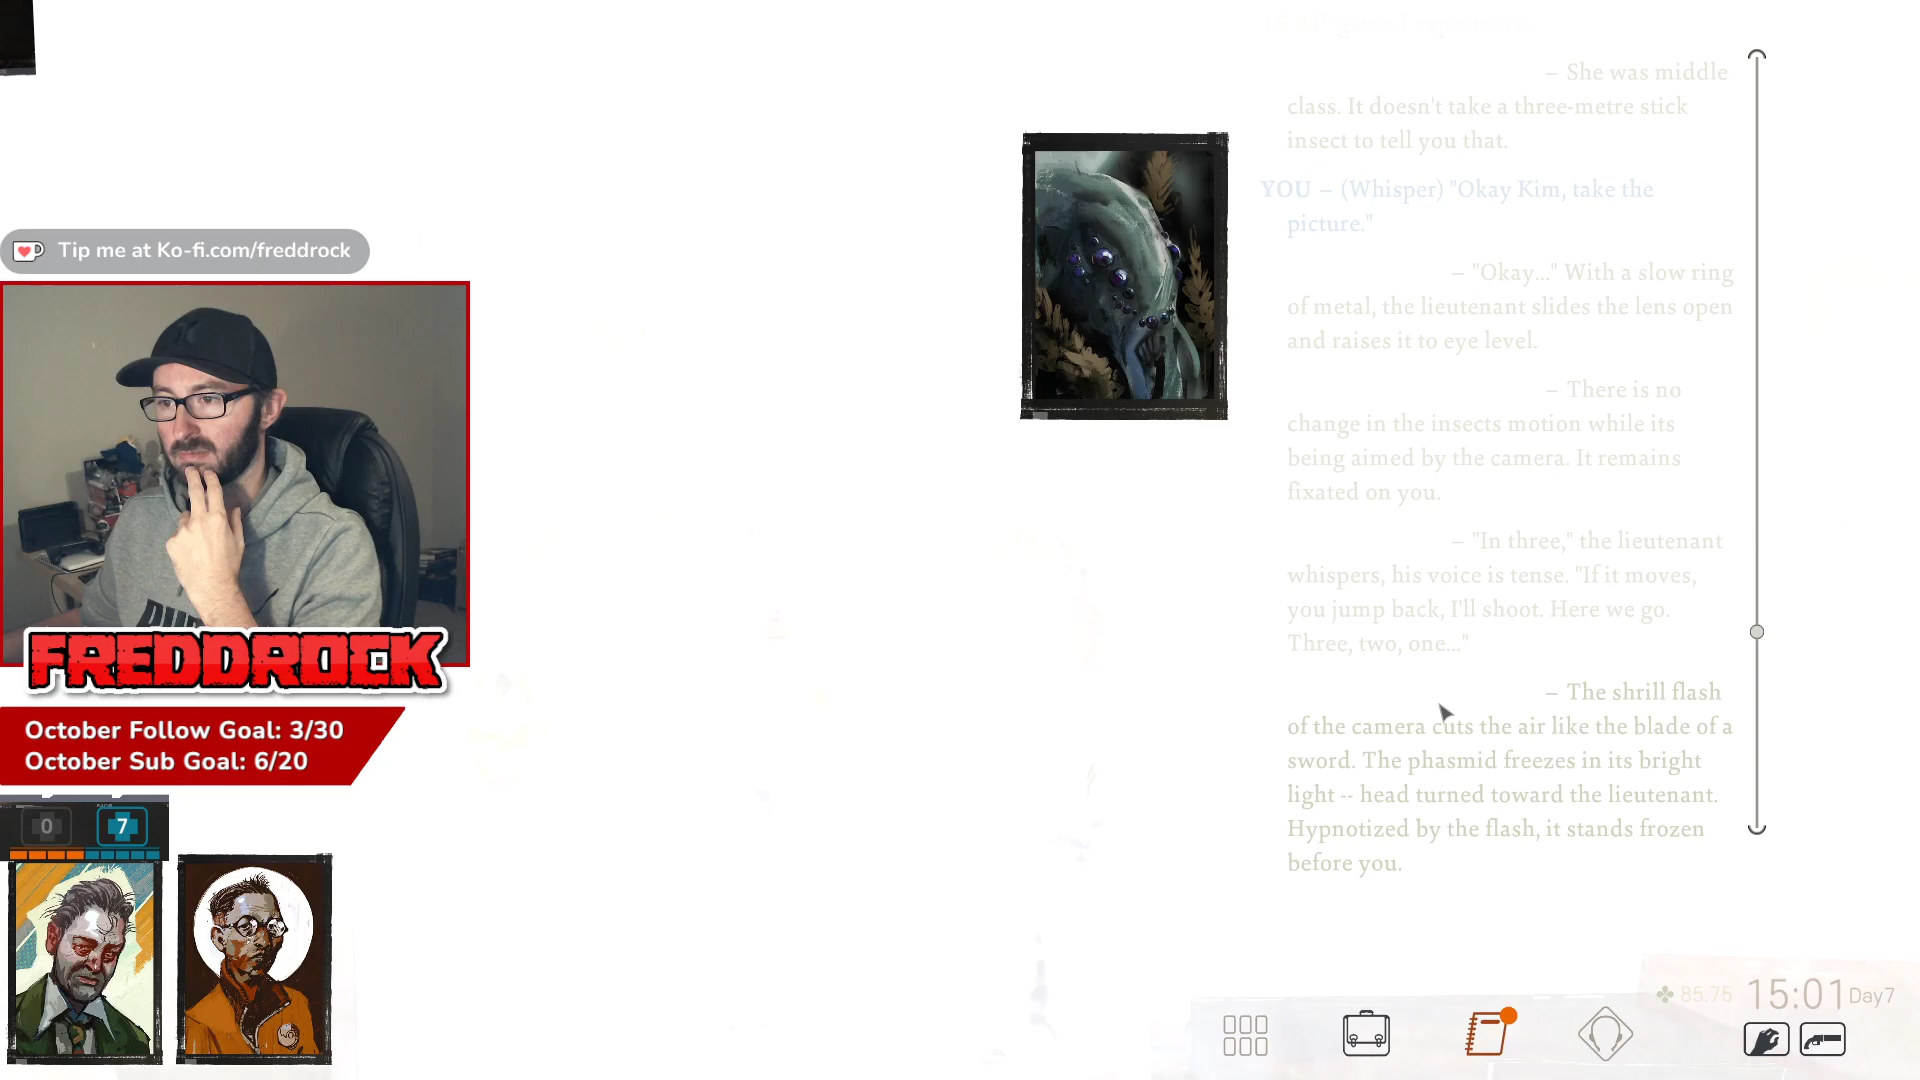 – She was middle
class. It doesn't take a three-metre stick
insect to tell you that.
YOU – (Whisper) "Okay Kim, take the
picture."
– "Okay..." With a slow ring
of metal, the lieutenant slides the lens open
and raises it to eye level.
– There is no
change in the insects motion while its
being aimed by the camera. It remains
fixated on you.
– "In three," the lieutenant
whispers, his voice is tense. "If it moves,
you jump back, I'll shoot. Here we go.
Three, two, one..."
– The shrill flash
of the camera cuts the air like the blade of a
sword. The phasmid freezes in its bright
light -- head turned toward the lieutenant.
Hypnotized by the flash, it stands frozen
before you.
Tip me at Ko-fi.com/freddrock
FREDDROCK
October Follow Goal: 3/30
October Sub Goal: 6/20
0 7
85.75 15:01 Day7